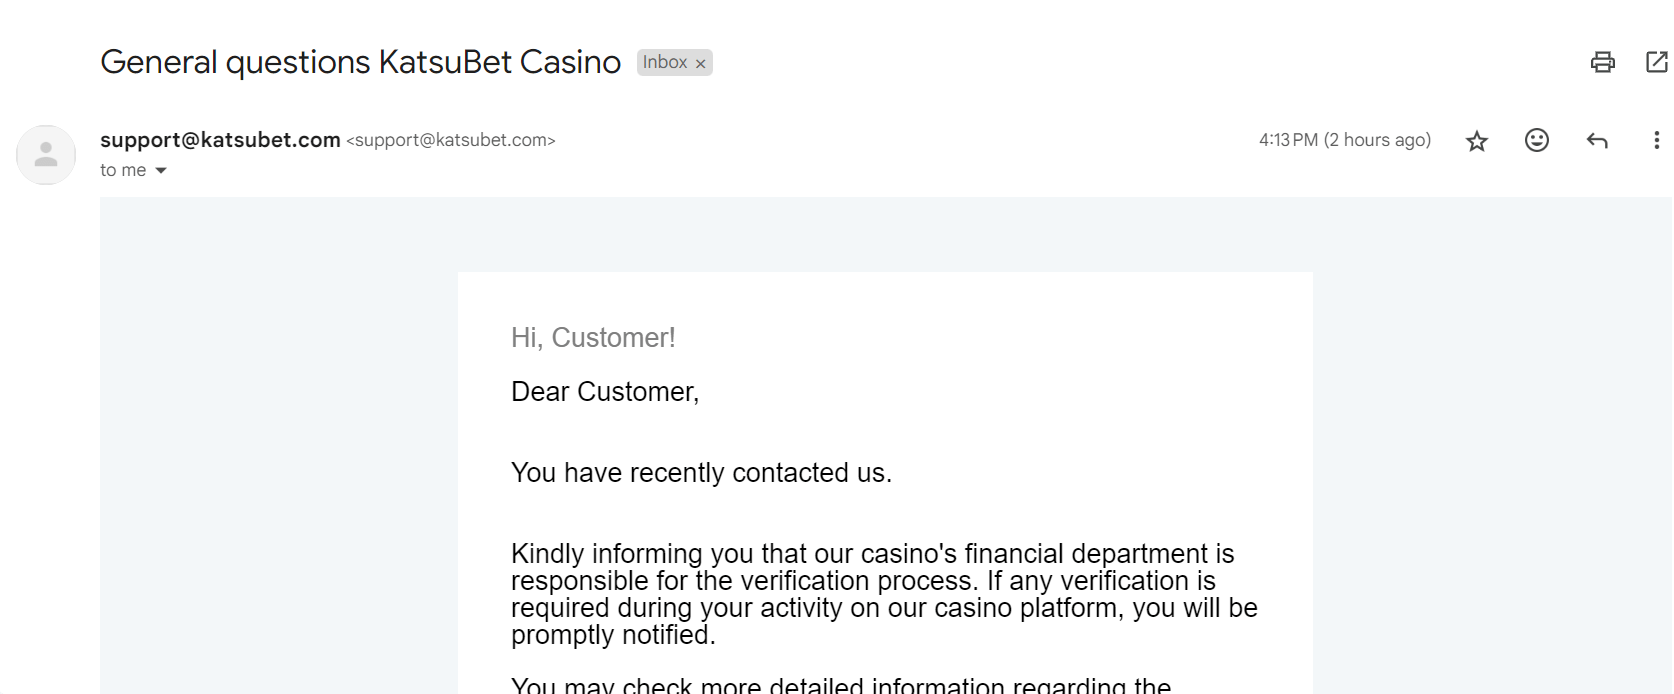 General questions KatsuBet Casino Inbox ×
support@katsubet.com <support@katsubet.com> 4:13 PM (2 hours ago)
to me
Hi, Customer!
Dear Customer,
You have recently contacted us.
Kindly informing you that our casino's financial department is
responsible for the verification process. If any verification is
required during your activity on our casino platform, you will be
promptly notified.
You may check more detailed information regarding the